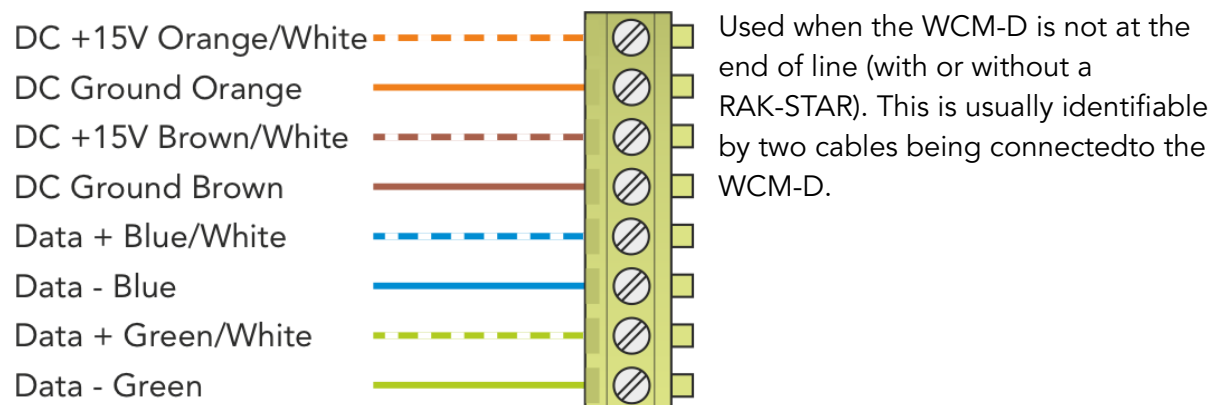 DC +15V Orange/White
DC Ground Orange
DC +15V Brown/White
DC Ground Brown
Data + Blue/White
Data - Blue
Data + Green/White
Data - Green
Used when the WCM-D is not at the
end of line (with or without a
RAK-STAR). This is usually identifiable
by two cables being connectedto the
WCM-D.